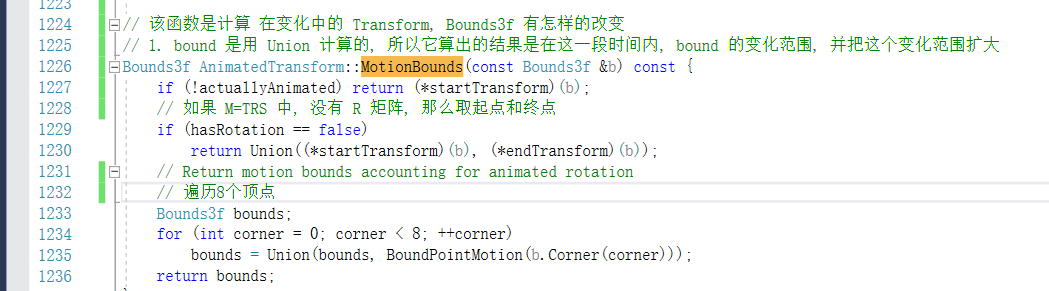 1223
1224 // 该函数是计算 在变化中的 Transform, Bounds3f 有怎样的改变
1225 // 1. bound 是用 Union 计算的, 所以它算出的结果是在这一段时间内, bound 的变化范围, 并把这个变化范围扩大
1226 Bounds3f AnimatedTransform::MotionBounds(const Bounds3f &b) const {
1227 if (!actuallyAnimated) return (*startTransform)(b);
1228 // 如果 M=TRS 中, 没有 R 矩阵, 那么取起点和终点
1229 if (hasRotation == false)
1230 return Union((*startTransform)(b), (*endTransform)(b));
1231 // Return motion bounds accounting for animated rotation
1232 // 遍历8个顶点
1233 Bounds3f bounds;
1234 for (int corner = 0; corner < 8; ++corner)
1235 bounds = Union(bounds, BoundPointMotion(b.Corner(corner)));
1236 return bounds;